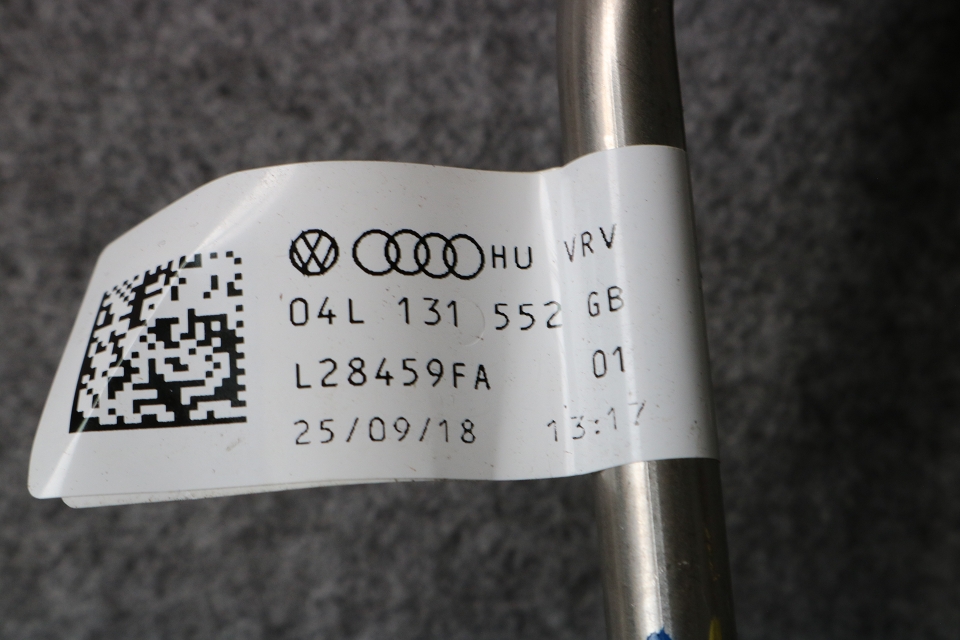 HU VRV
04L 131 552 GB
L28459FA 01
25/09/18 13:17